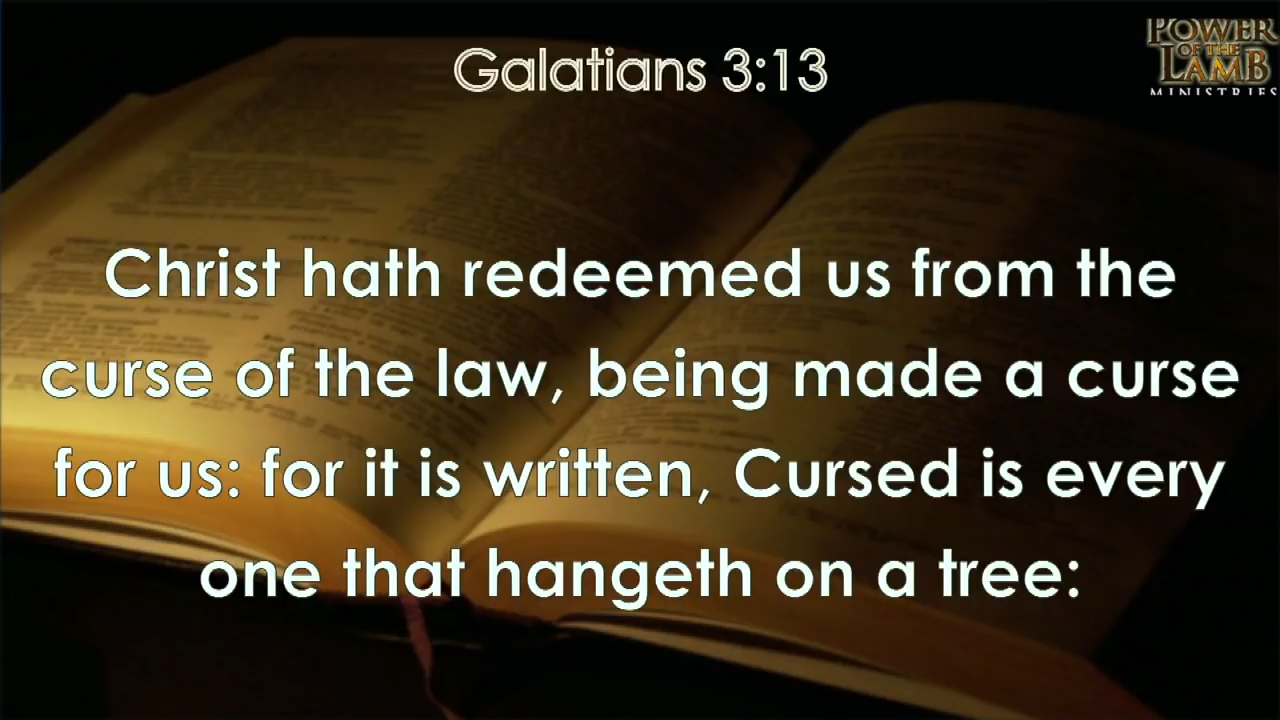 Galatians 3:13
POWER
OF THE
LAMB
MINISTRIES
Christ hath redeemed us from the
curse of the law, being made a curse
for us: for it is written, Cursed is every
one that hangeth on a tree: